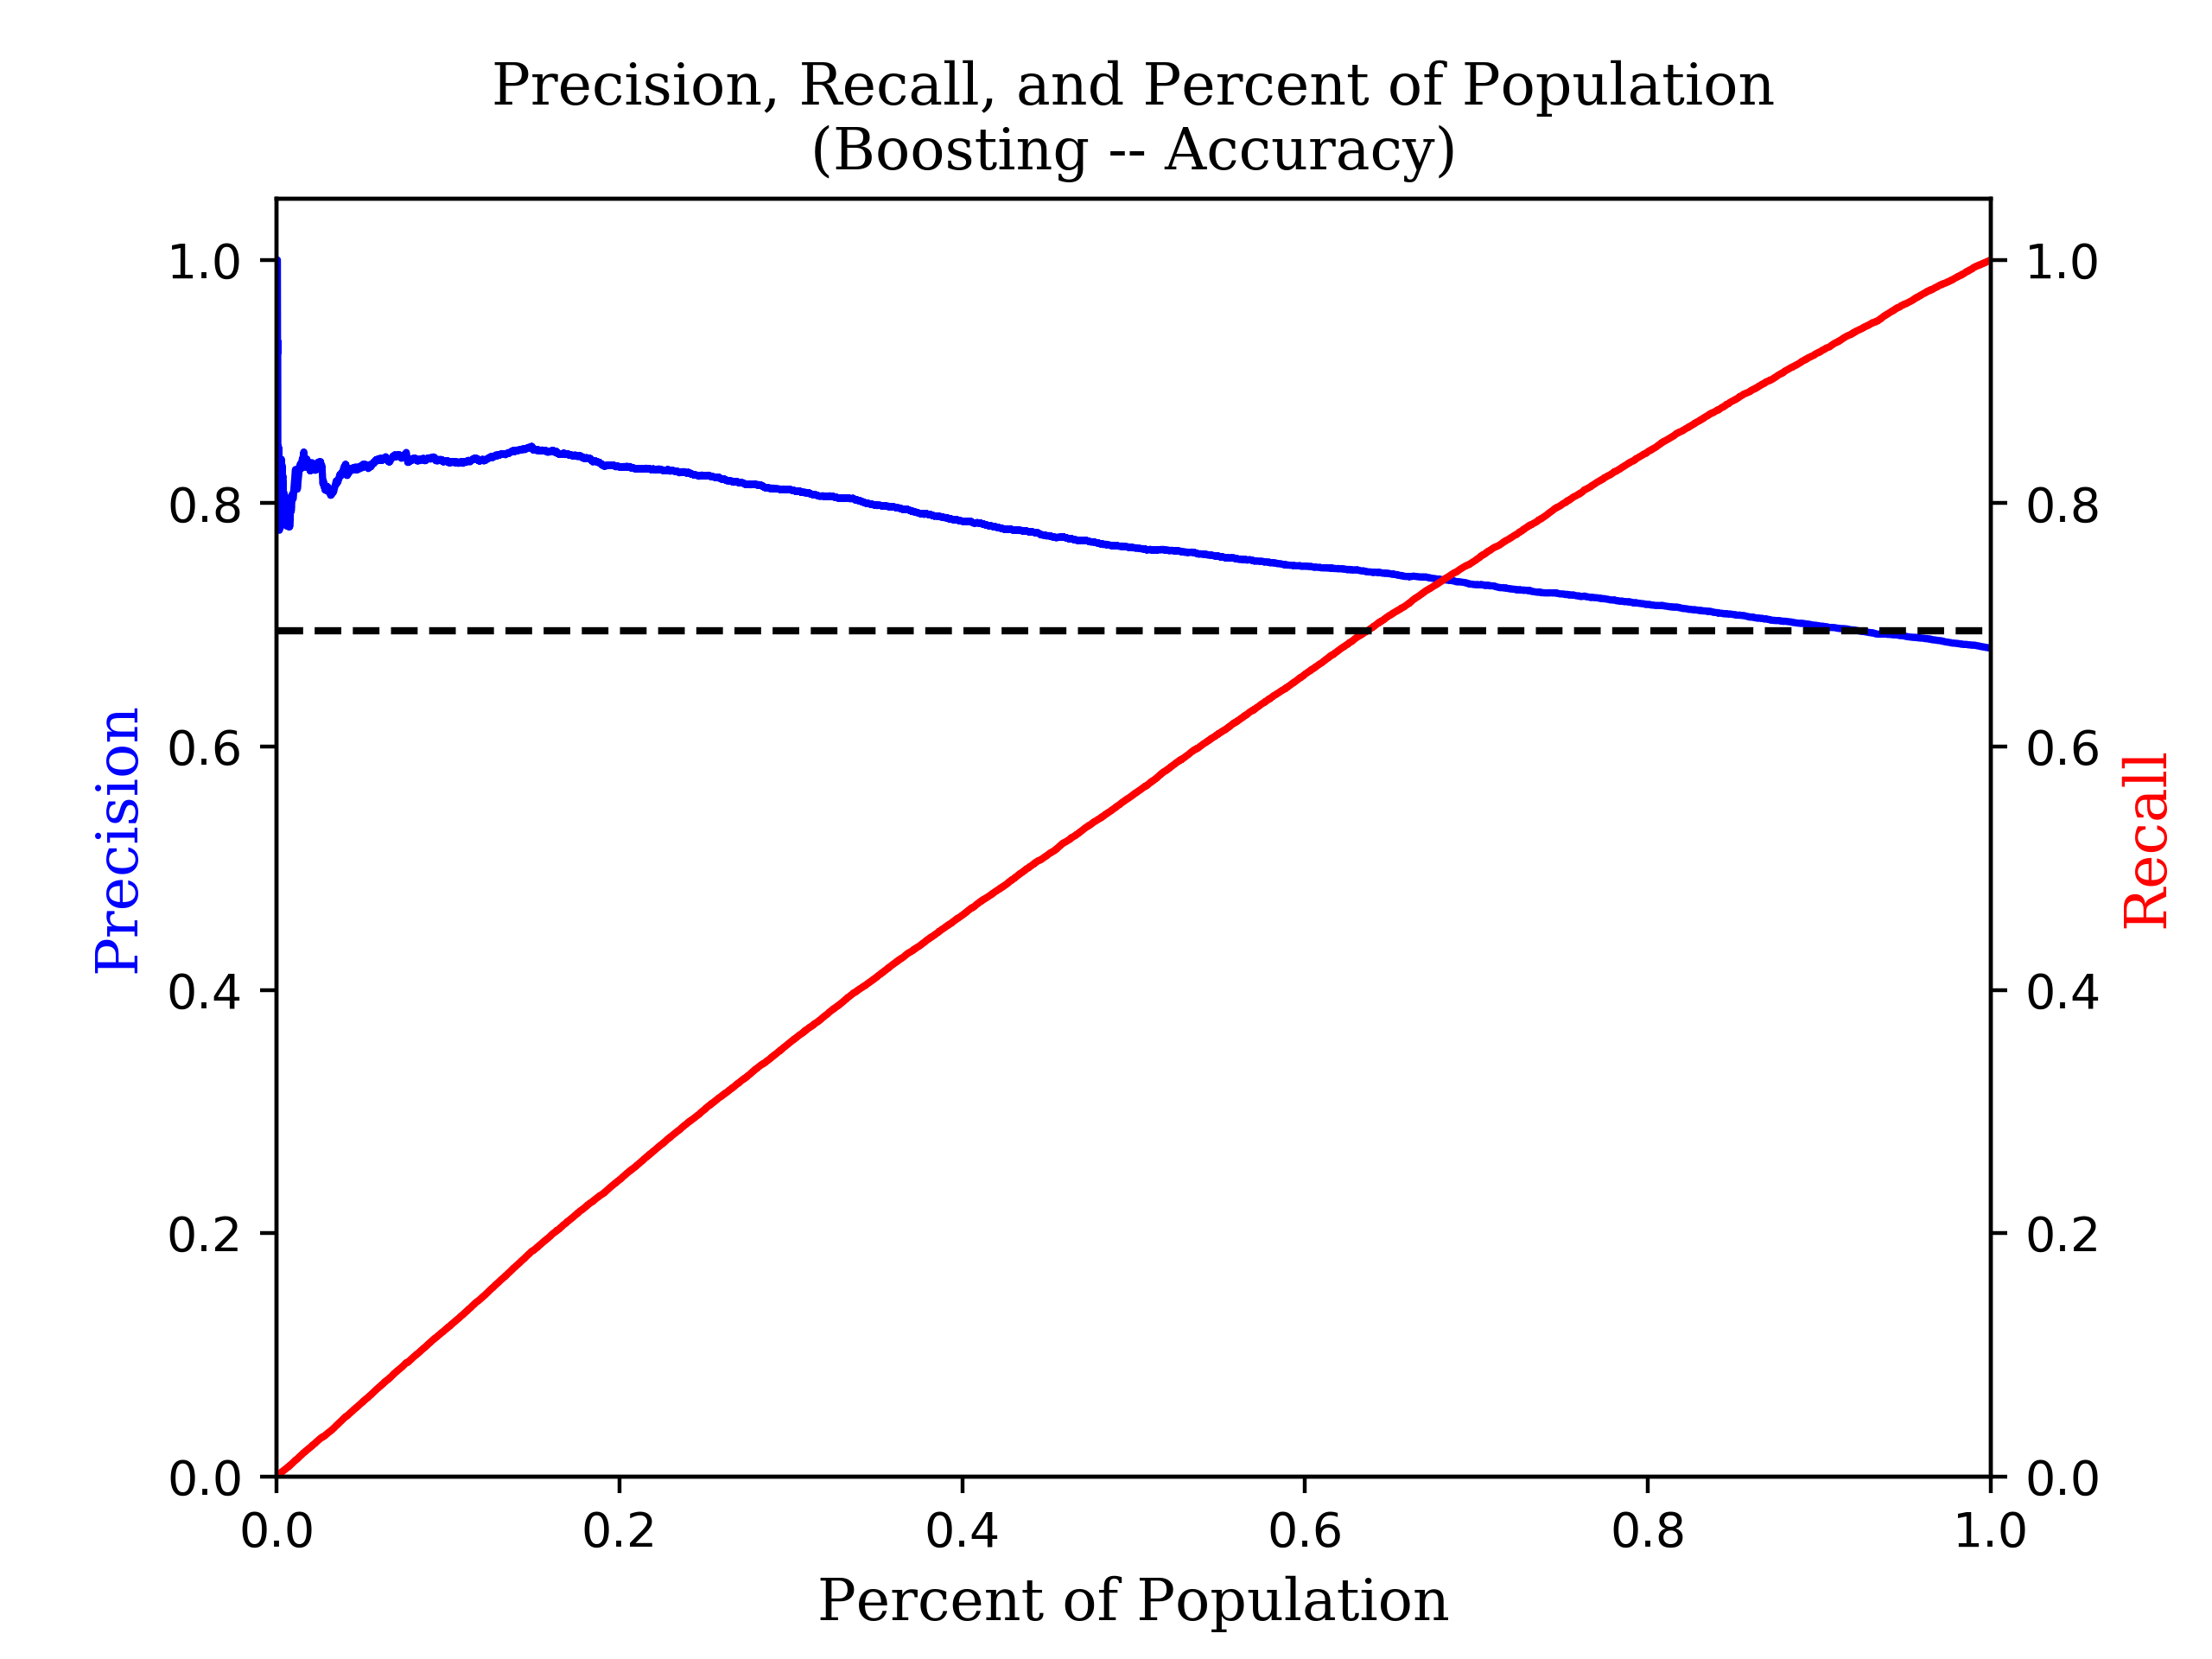 Precision, Recall, and Percent of Population
(Boosting -- Accuracy)
1.0
0.8
0.6
0.4
0.2
0.0
Precision
1.0
0.8
0.6
0.4
0.2
0.0
Recall
0.0 0.2 0.4 0.6 0.8 1.0
Percent of Population